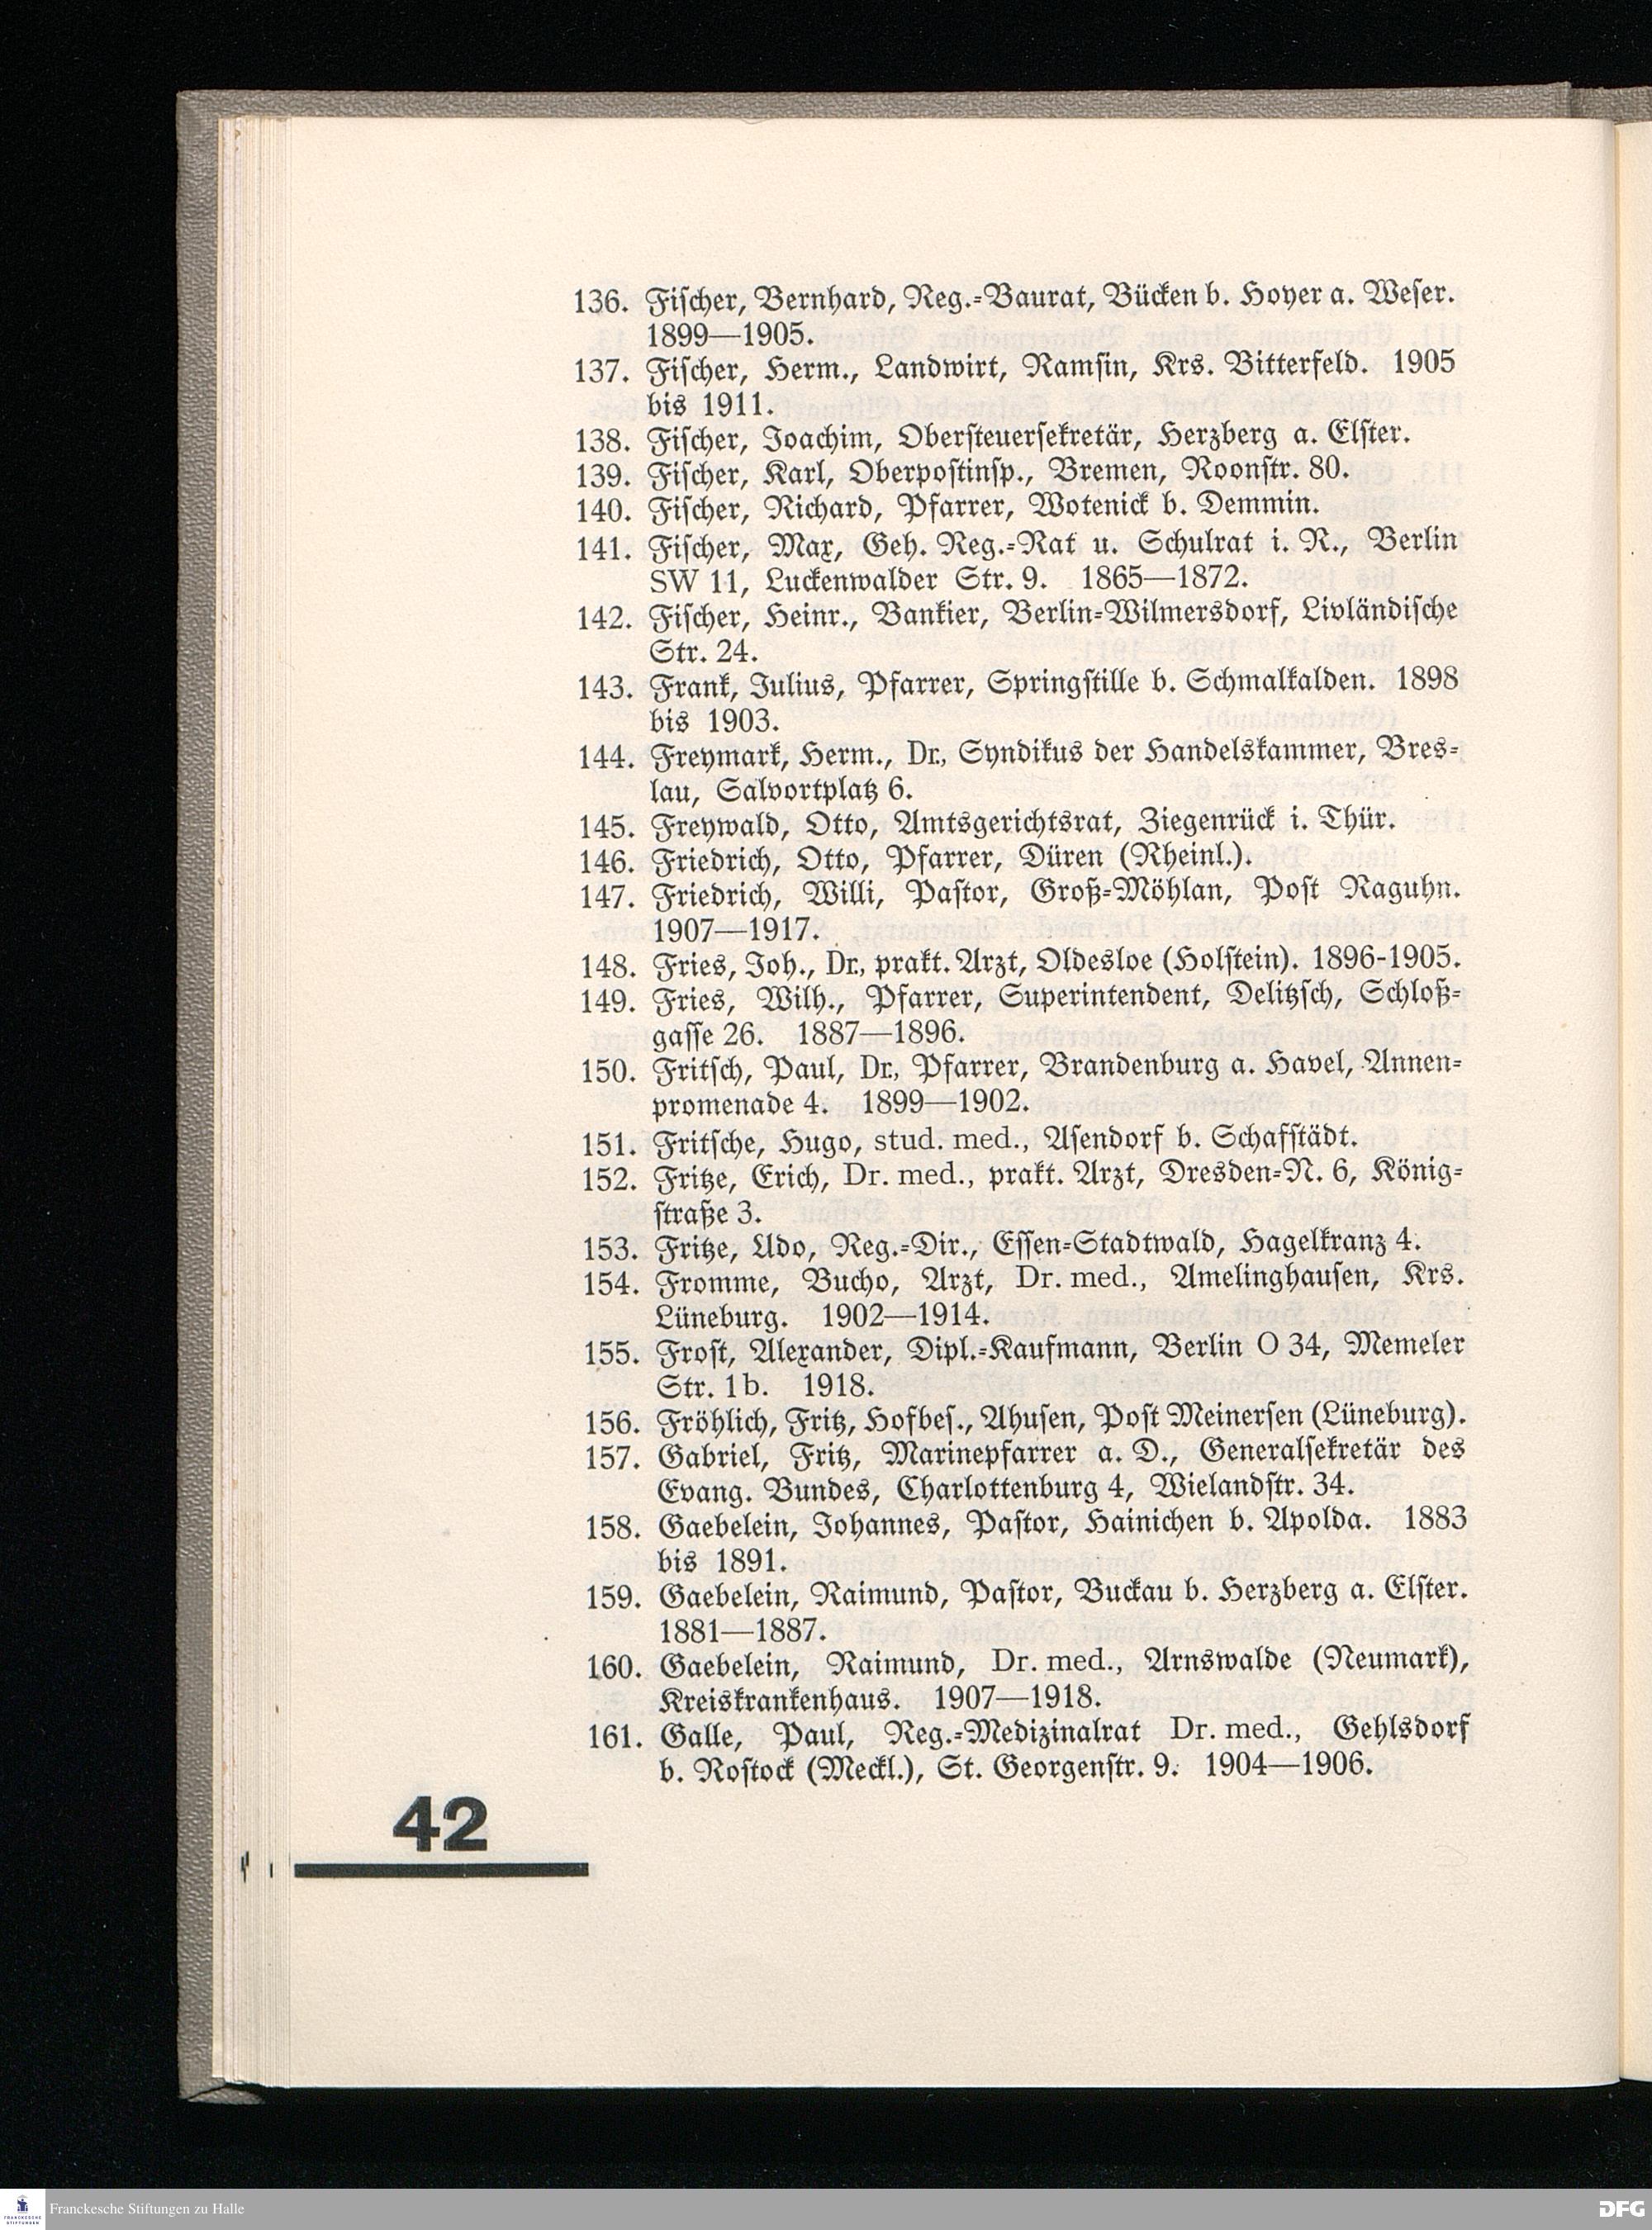 136. Fischer, Bernhard, Reg.-Baurat, Bücken b. Hoyer a. Weser.
1899—1905.
137. Fischer, Herm., Landwirt, Ramsin, Krs. Bitterfeld. 1905
bis 1911.
138. Fischer, Joachim, Obersteuersekretär, Herzberg a. Elster.
139. Fischer, Karl, Oberpostinsp., Bremen, Roonstr. 80.
140. Fischer, Richard, Pfarrer, Wotenick b. Demmin.
141. Fischer, Max, Geh. Reg.-Rat u. Schulrat i. R., Berlin
SW 11, Luckenwalder Str. 9. 1865—1872.
142. Fischer, Heinr., Bankier, Berlin-Wilmersdorf, Livländische
Str. 24.
143. Frank, Julius, Pfarrer, Springstille b. Schmalkalden. 1898
bis 1903.
144. Freymark, Herm., Dr., Syndikus der Handelskammer, Bres-
lau, Salvortplatz 6.
145. Freywald, Otto, Amtsgerichtsrat, Ziegenrück i. Thür.
146. Friedrich, Otto, Pfarrer, Düren (Rheinl.).
147. Friedrich, Willi, Pastor, Groß-Möhlan, Post Raguhn.
1907—1917.
148. Fries, Joh., Dr., prakt. Arzt, Oldesloe (Holstein). 1896-1905.
149. Fries, Wilh., Pfarrer, Superintendent, Delitzsch, Schloß-
gasse 26. 1887—1896.
150. Fritsch, Paul, Dr., Pfarrer, Brandenburg a. Havel, Annen-
promenade 4. 1899—1902.
151. Fritsche, Hugo, stud. med., Asendorf b. Schafstädt.
152. Fritze, Erich, Dr. med., prakt. Arzt, Dresden-N. 6, König-
straße 3.
153. Fritze, Udo, Reg.-Dir., Essen-Stadtwald, Hagelkranz 4.
154. Fromme, Bucho, Arzt, Dr. med., Amelinghausen, Krs.
Lüneburg. 1902—1914.
155. Frost, Alexander, Dipl.-Kaufmann, Berlin O 34, Memeler
Str. 1b. 1918.
156. Fröhlich, Fritz, Hofbes., Ahusen, Post Meinersen (Lüneburg).
157. Gabriel, Fritz, Marinepfarrer a. D., Generalsekretär des
Evang. Bundes, Charlottenburg 4, Wielandstr. 34.
158. Gaebelein, Johannes, Pastor, Hainichen b. Apolda. 1883
bis 1891.
159. Gaebelein, Raimund, Pastor, Buckau b. Herzberg a. Elster.
1881—1887.
160. Gaebelein, Raimund, Dr. med., Arnswalde (Neumark),
Kreiskrankenhaus. 1907—1918.
161. Galle, Paul, Reg.-Medizinalrat Dr. med., Gehlsdorf
b. Rostock (Meckl.), St. Georgenstr. 9. 1904—1906.
42
Franckesche Stiftungen zu Halle
FRANCKESCHE
STIFTUNGEN
DFG